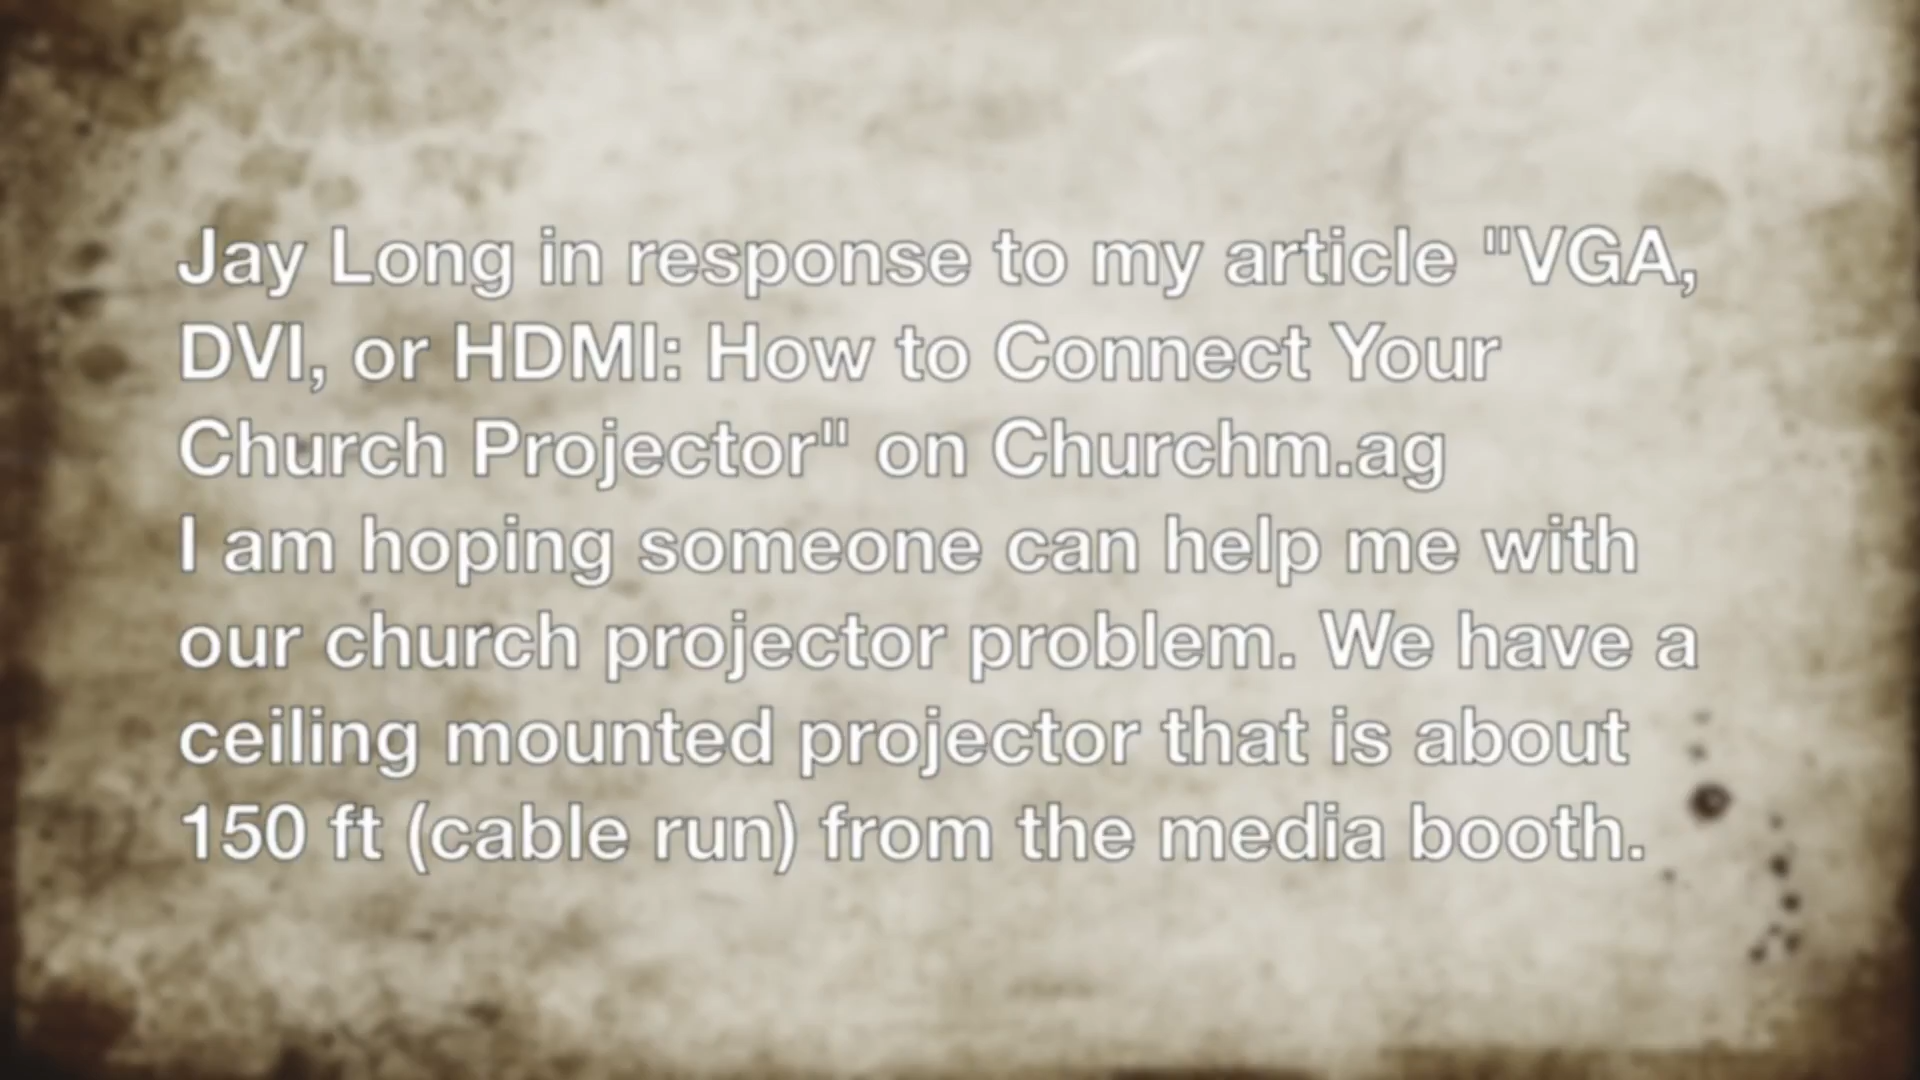 Jay Long in response to my article "VGA,
DVI, or HDMI: How to Connect Your
Church Projector" on Churchm.ag
I am hoping someone can help me with
our church projector problem. We have a
ceiling mounted projector that is about
150 ft (cable run) from the media booth.